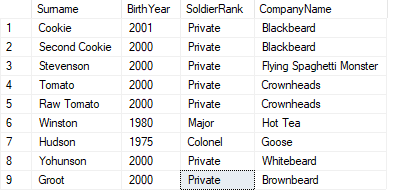 Surname BirthYear SoldierRank CompanyName
1 Cookie 2001 Private Blackbeard
2 Second Cookie 2000 Private Blackbeard
3 Stevenson 2000 Private Flying Spaghetti Monster
4 Tomato 2000 Private Crownheads
5 Raw Tomato 2000 Private Crownheads
6 Winston 1980 Major Hot Tea
7 Hudson 1975 Colonel Goose
8 Yohunson 2000 Private Whitebeard
9 Groot 2000 Private Brownbeard